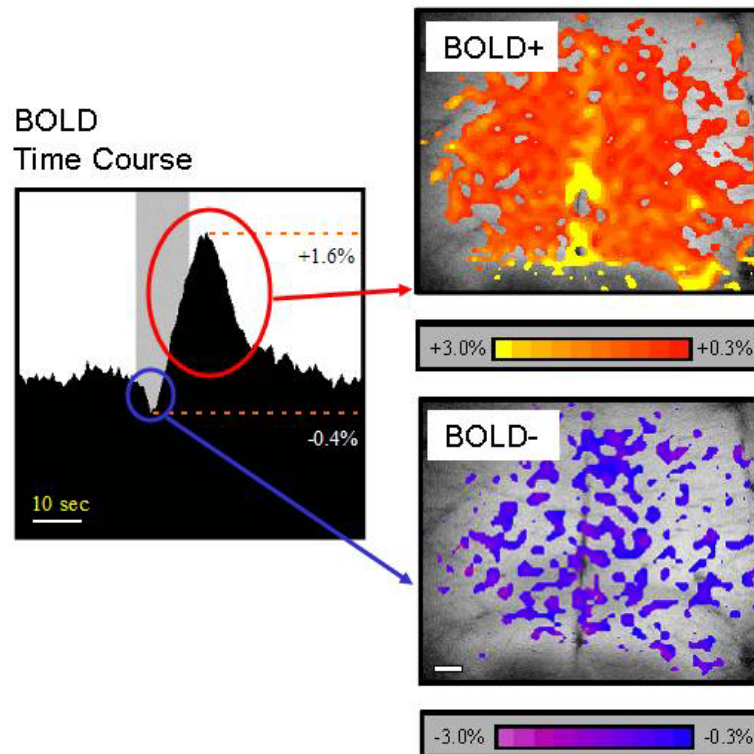 BOLD+
BOLD
Time Course
+1.6%
-0.4%
10 sec
+3.0% +0.3%
BOLD-
-3.0% -0.3%